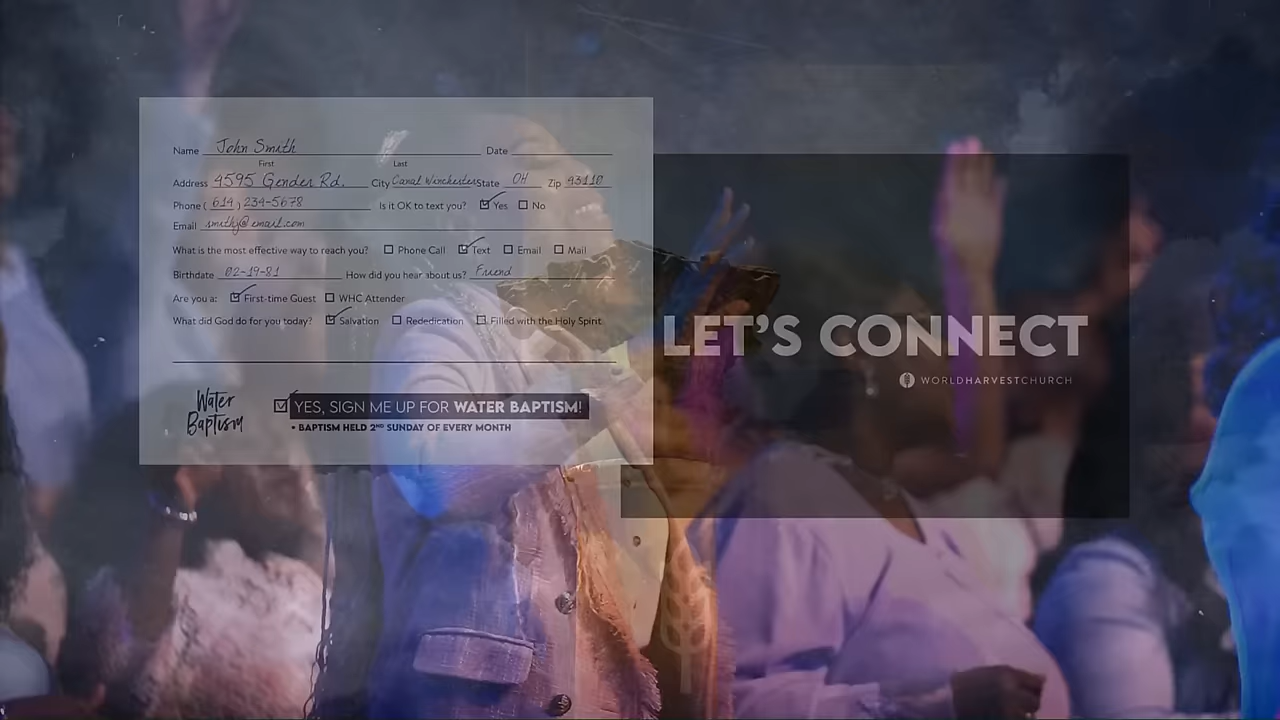 Name John Smith Date
First Last
Address 4595 Gender Rd. City Canal Winchester State OH Zip 43110
Phone (614) 234-5678 Is it OK to text you? Yes No
Email smithj@email.com
What is the most effective way to reach you? Phone Call Text Email Mail
Birthdate 02-19-81 How did you hear about us? Friend
Are you a: First-time Guest WHC Attender
What did God do for you today? Salvation Rededication Filled with the Holy Spirit
Water
Baptism
YES, SIGN ME UP FOR WATER BAPTISM!
• BAPTISM HELD 2ND SUNDAY OF EVERY MONTH
LET'S CONNECT
WORLDHARVESTCHURCH